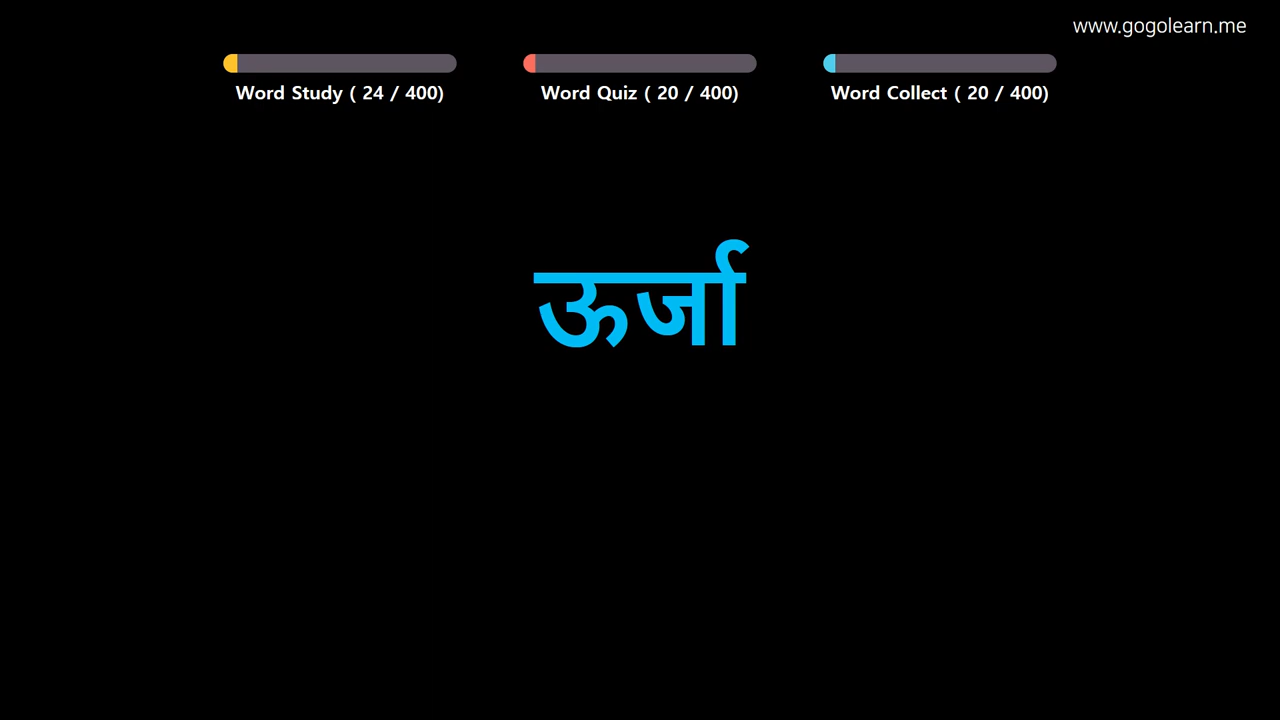 www.gogolearn.me
Word Study ( 24 / 400)
Word Quiz ( 20 / 400)
Word Collect ( 20 / 400)
ऊर्जा